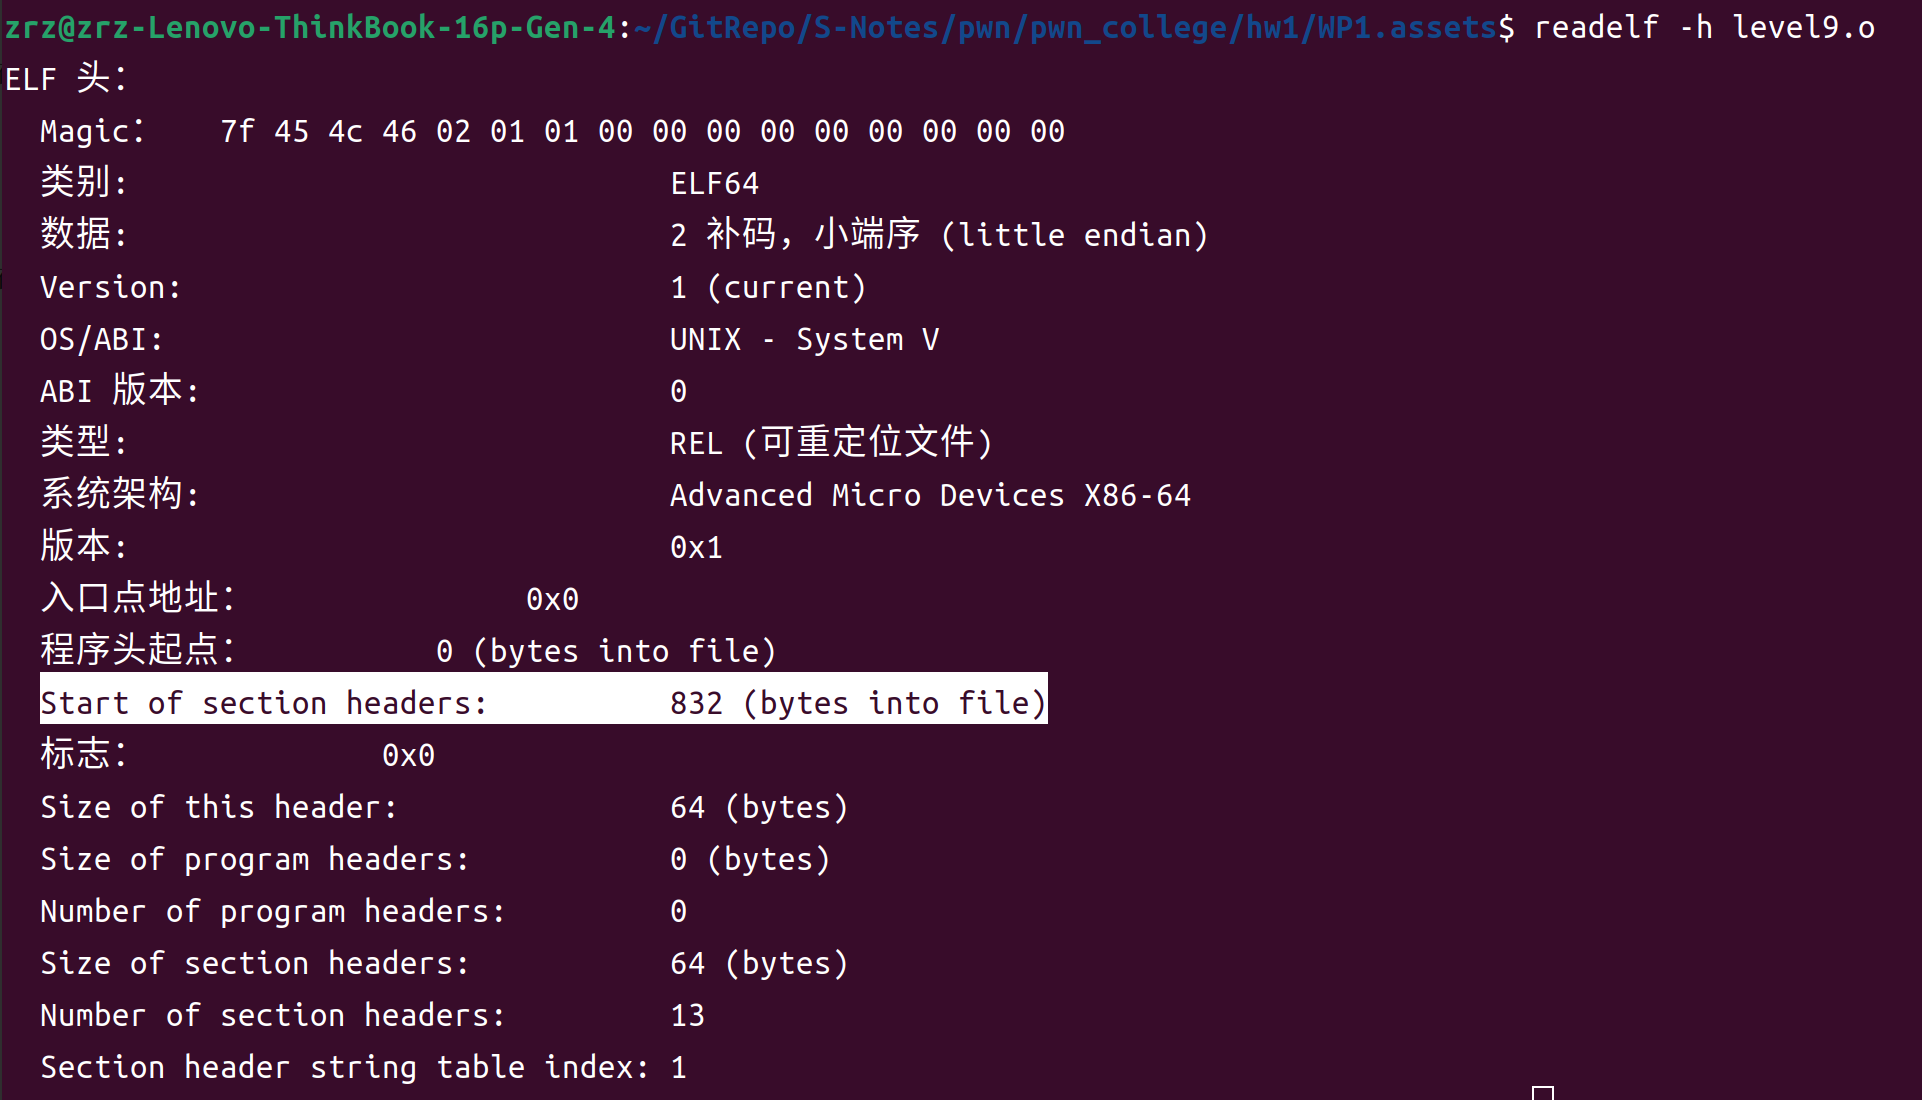 zrz@zrz-Lenovo-ThinkBook-16p-Gen-4:~/GitRepo/S-Notes/pwn/pwn_college/hw1/WP1.assets$ readelf -h level9.o
ELF 头：
  Magic：    7f 45 4c 46 02 01 01 00 00 00 00 00 00 00 00 00
  类别:                              ELF64
  数据:                              2 补码，小端序 (little endian)
  Version:                           1 (current)
  OS/ABI:                            UNIX - System V
  ABI 版本:                          0
  类型:                              REL (可重定位文件)
  系统架构:                          Advanced Micro Devices X86-64
  版本:                              0x1
  入口点地址：                0x0
  程序头起点：           0 (bytes into file)
  Start of section headers:          832 (bytes into file)
  标志：              0x0
  Size of this header:               64 (bytes)
  Size of program headers:           0 (bytes)
  Number of program headers:         0
  Size of section headers:           64 (bytes)
  Number of section headers:         13
  Section header string table index: 1